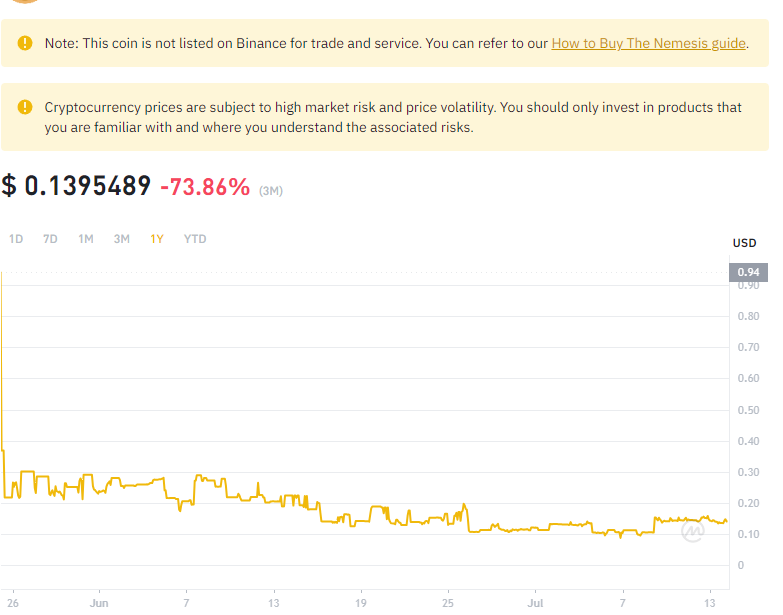 Note: This coin is not listed on Binance for trade and service. You can refer to our How to Buy The Nemesis guide.
Cryptocurrency prices are subject to high market risk and price volatility. You should only invest in products that
you are familiar with and where you understand the associated risks.
$ 0.1395489 -73.86% (3M)
1D 7D 1M 3M 1Y YTD
USD
0.94
0.90
0.80
0.70
0.60
0.50
0.40
0.30
0.20
0.10
0
26 Jun 7 13 19 25 Jul 7 13